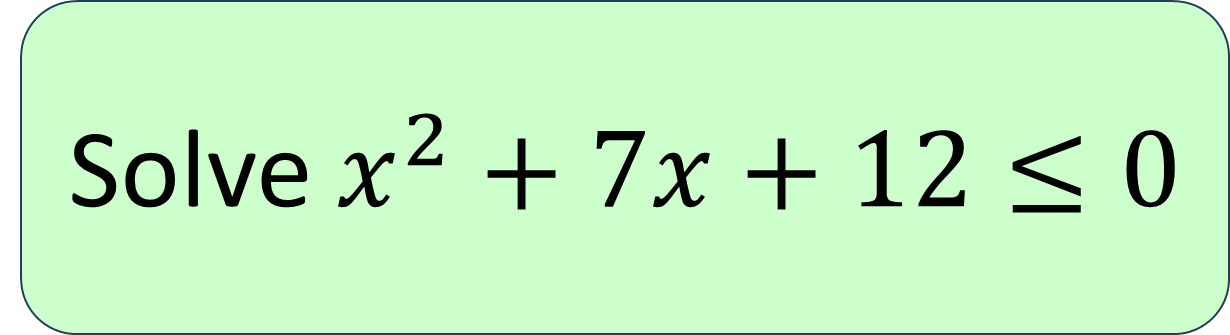 Solve 𝑥² + 7𝑥 + 12 ≤ 0